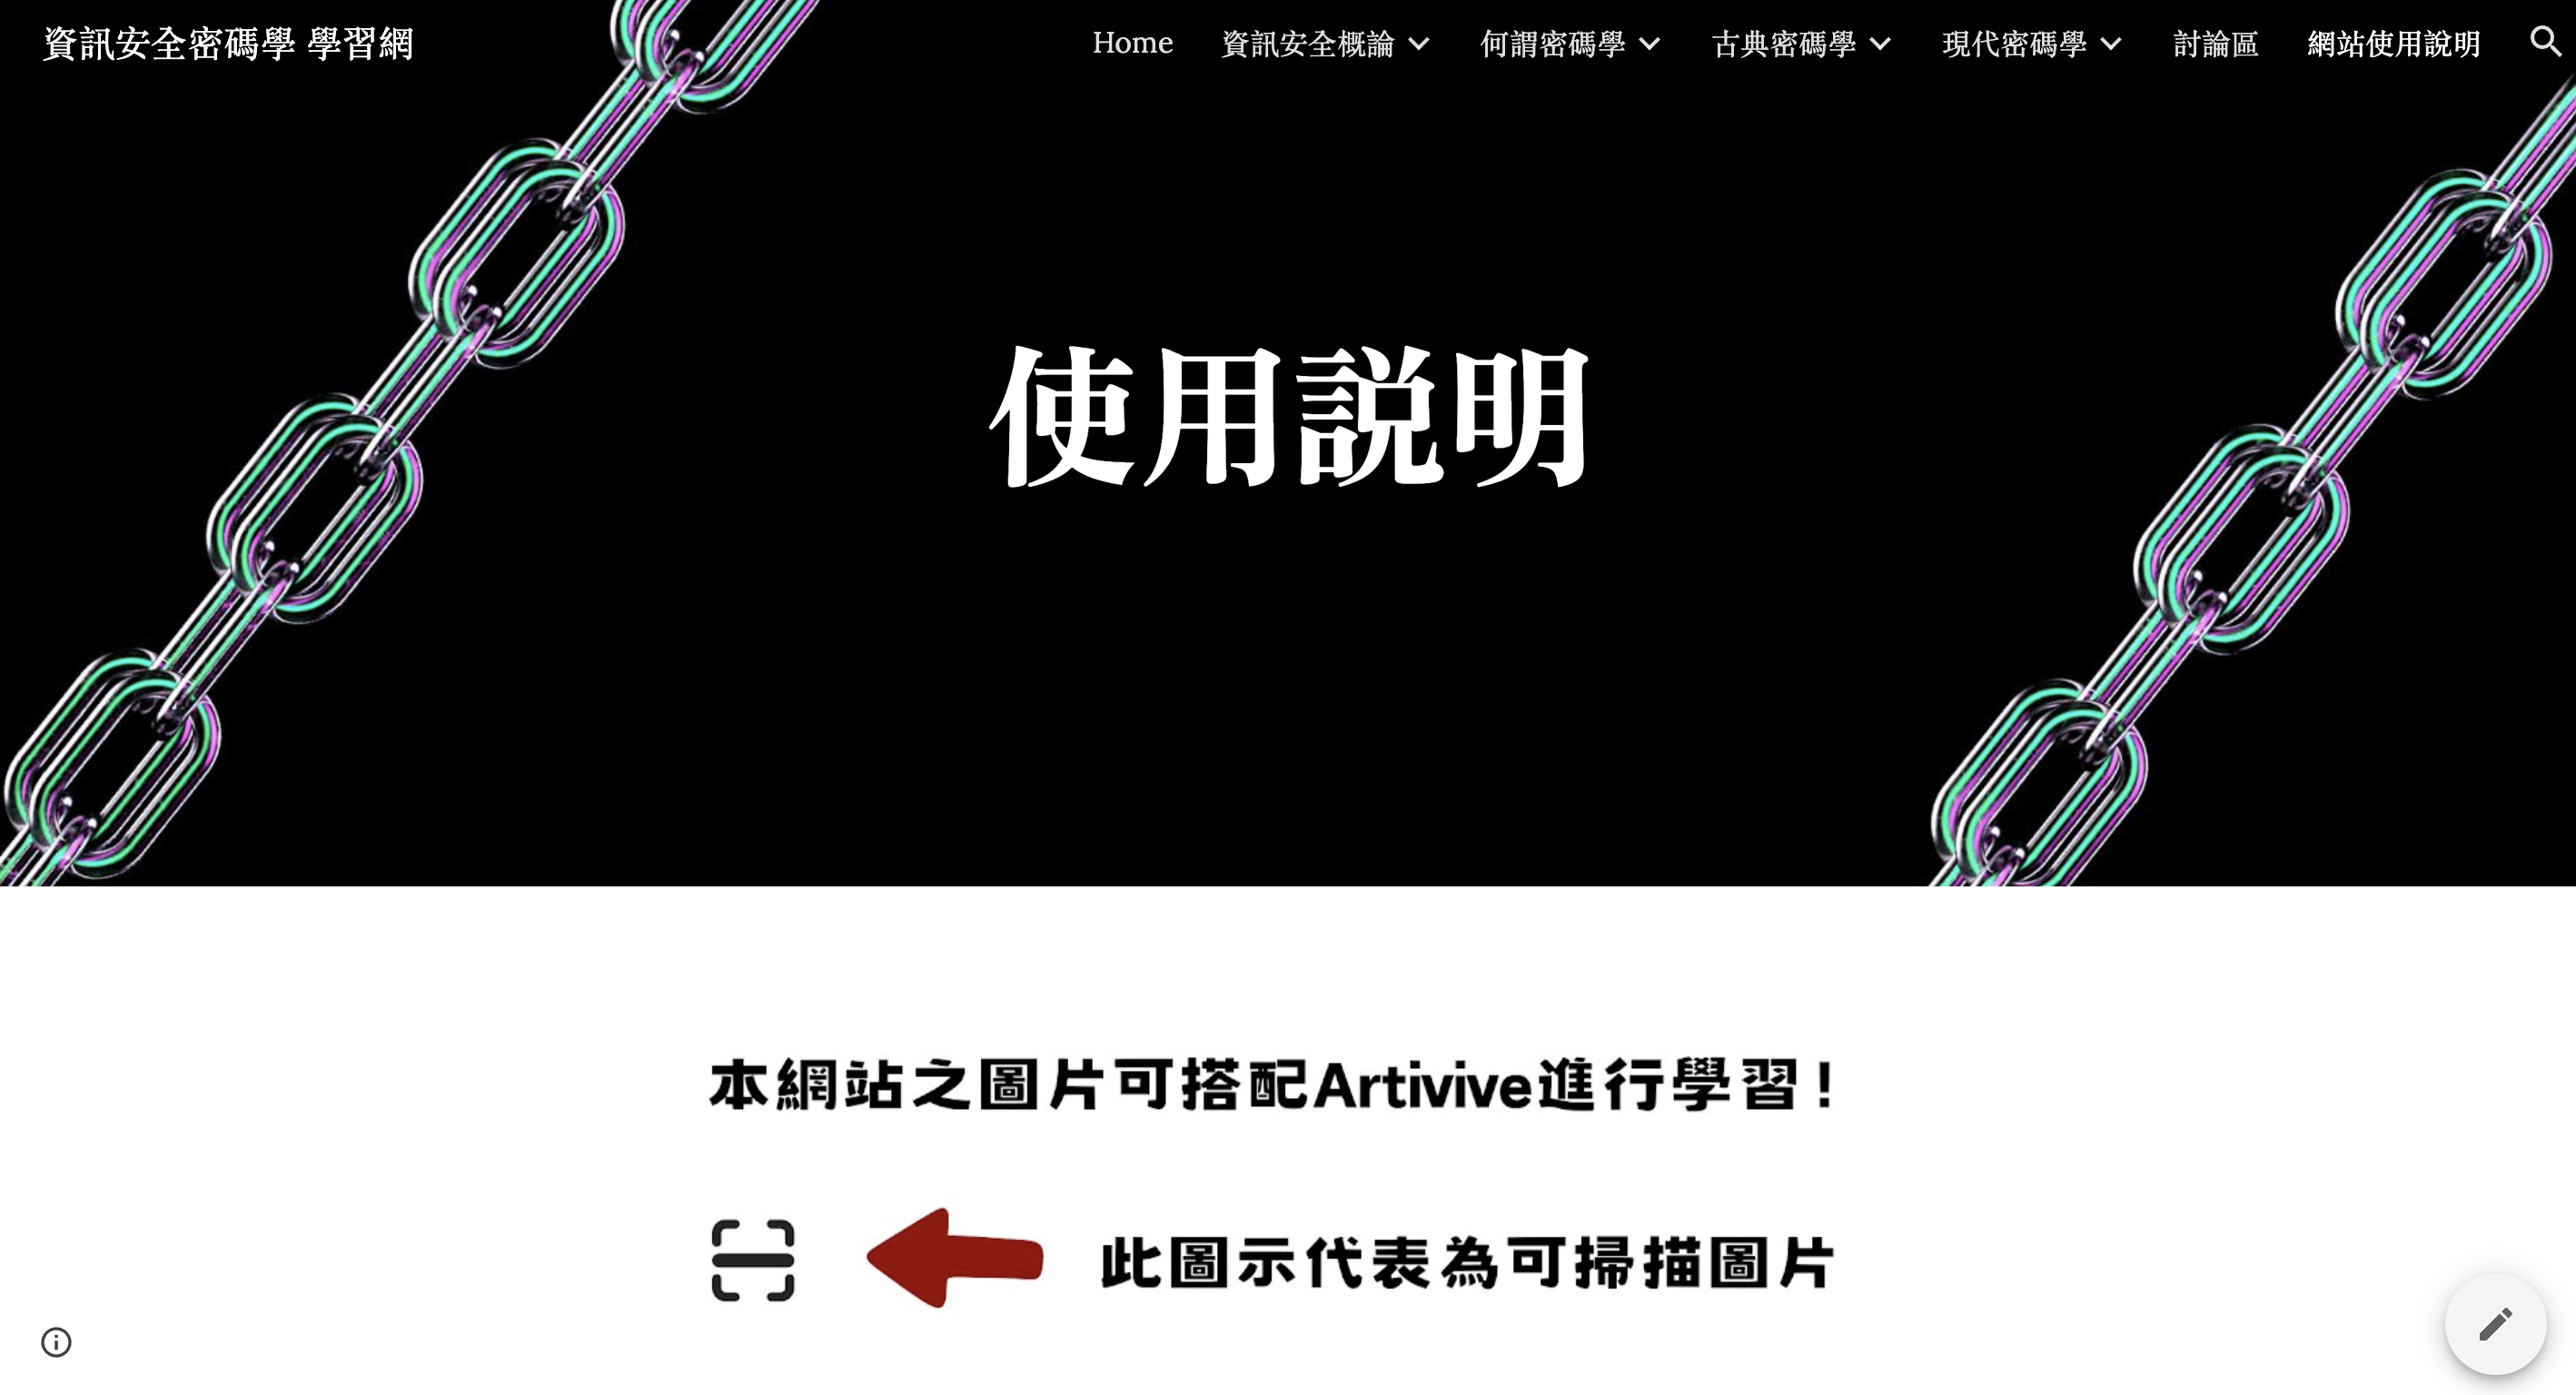 資訊安全密碼學 學習網
Home 資訊安全概論 何謂密碼學 古典密碼學 現代密碼學 討論區 網站使用說明
使用説明
本網站之圖片可搭配Artivive進行學習！
此圖示代表為可掃描圖片